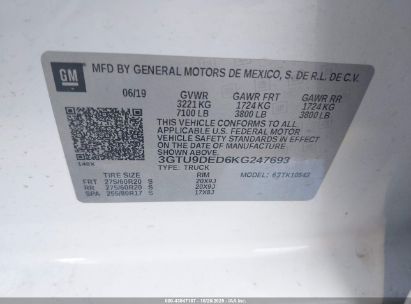 GM
MFD BY GENERAL MOTORS DE MEXICO, S. DE R.L. DE C.V.
06/19 GVWR GAWR FRT GAWR RR
3221 KG 1724 KG 1724 KG
7100 LB 3800 LB 3800 LB
THIS VEHICLE CONFORMS TO ALL
APPLICABLE U.S. FEDERAL MOTOR
VEHICLE SAFETY STANDARDS IN EFFECT
ON THE DATE OF MANUFACTURE SHOWN ABOVE.
3GTU9DED6KG247693
TYPE: TRUCK MODEL:
TIRE SIZE RIM
FRT 275/60R20 S 20X9J
RR 275/60R20 S 20X9J
SPA 255/80R17 S 17X8J